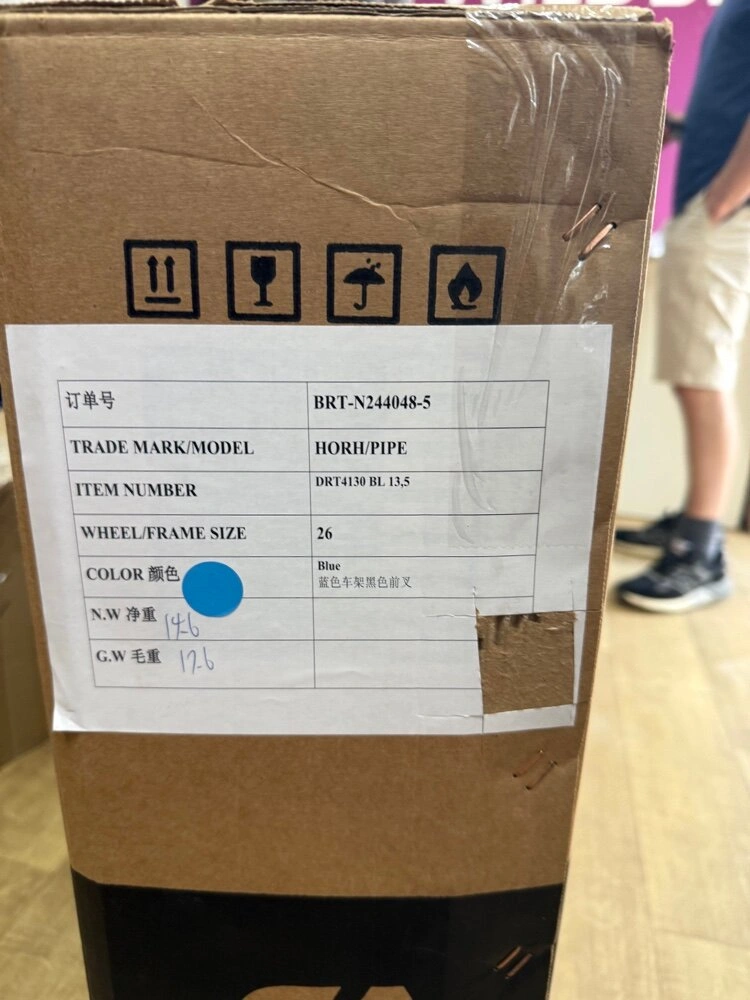 订单号 BRT-N244048-5
TRADE MARK/MODEL HORH/PIPE
ITEM NUMBER DRT4130 BL 13,5
WHEEL/FRAME SIZE 26
COLOR 颜色 Blue
蓝色车架黑色前叉
N.W 净重 14.6
G.W 毛重 17.6